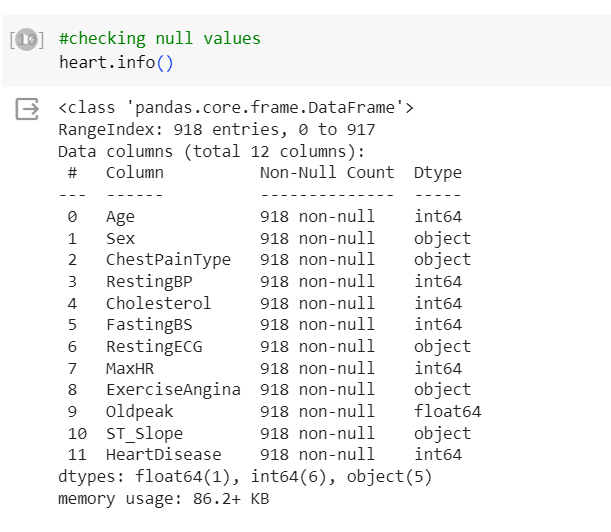 [10] #checking null values
heart.info()
<class 'pandas.core.frame.DataFrame'>
RangeIndex: 918 entries, 0 to 917
Data columns (total 12 columns):
 #   Column          Non-Null Count  Dtype
---  ------          --------------  -----
 0   Age             918 non-null    int64
 1   Sex             918 non-null    object
 2   ChestPainType   918 non-null    object
 3   RestingBP       918 non-null    int64
 4   Cholesterol     918 non-null    int64
 5   FastingBS       918 non-null    int64
 6   RestingECG      918 non-null    object
 7   MaxHR           918 non-null    int64
 8   ExerciseAngina  918 non-null    object
 9   Oldpeak         918 non-null    float64
 10  ST_Slope        918 non-null    object
 11  HeartDisease    918 non-null    int64
dtypes: float64(1), int64(6), object(5)
memory usage: 86.2+ KB